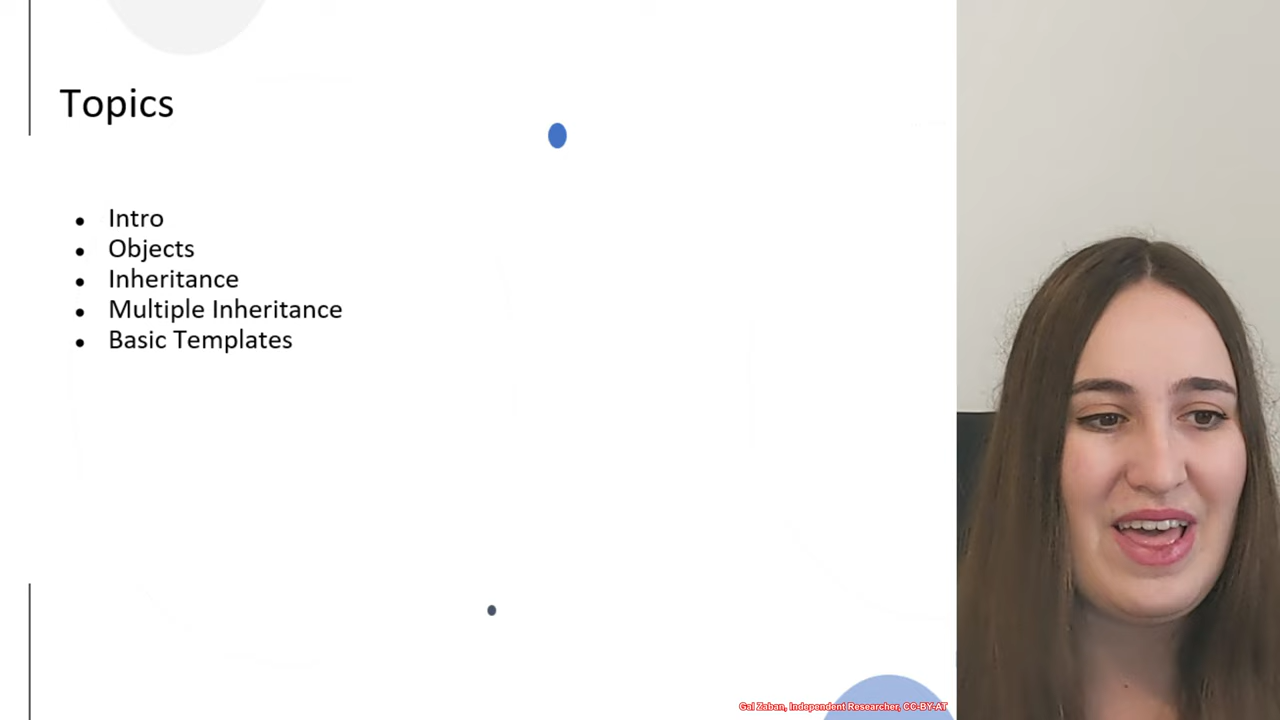 Topics
Intro
Objects
Inheritance
Multiple Inheritance
Basic Templates
Gal Zaban, Independent Researcher, CC-BY-AT